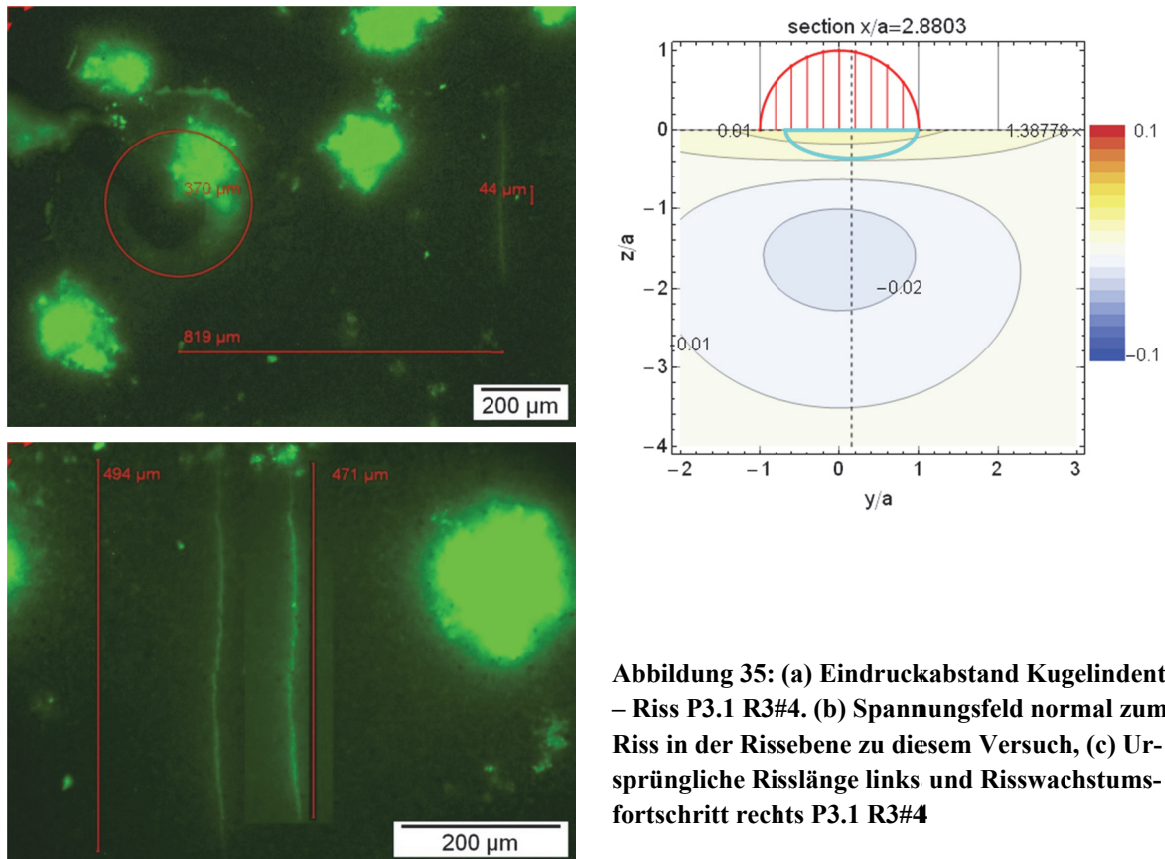 370 µm
44 µm
819 µm
200 µm
section x/a=2.8803
1
0
−1
−2
−3
−4
z/a
0.01
1.38778 ×
−0.02
−0.01
−2 −1 0 1 2 3
y/a
0.1
−0.1
494 µm
471 µm
200 µm
Abbildung 35: (a) Eindruckabstand Kugelindent
– Riss P3.1 R3#4. (b) Spannungsfeld normal zum
Riss in der Rissebene zu diesem Versuch, (c) Ur-
sprüngliche Risslänge links und Risswachstums-
fortschritt rechts P3.1 R3#4